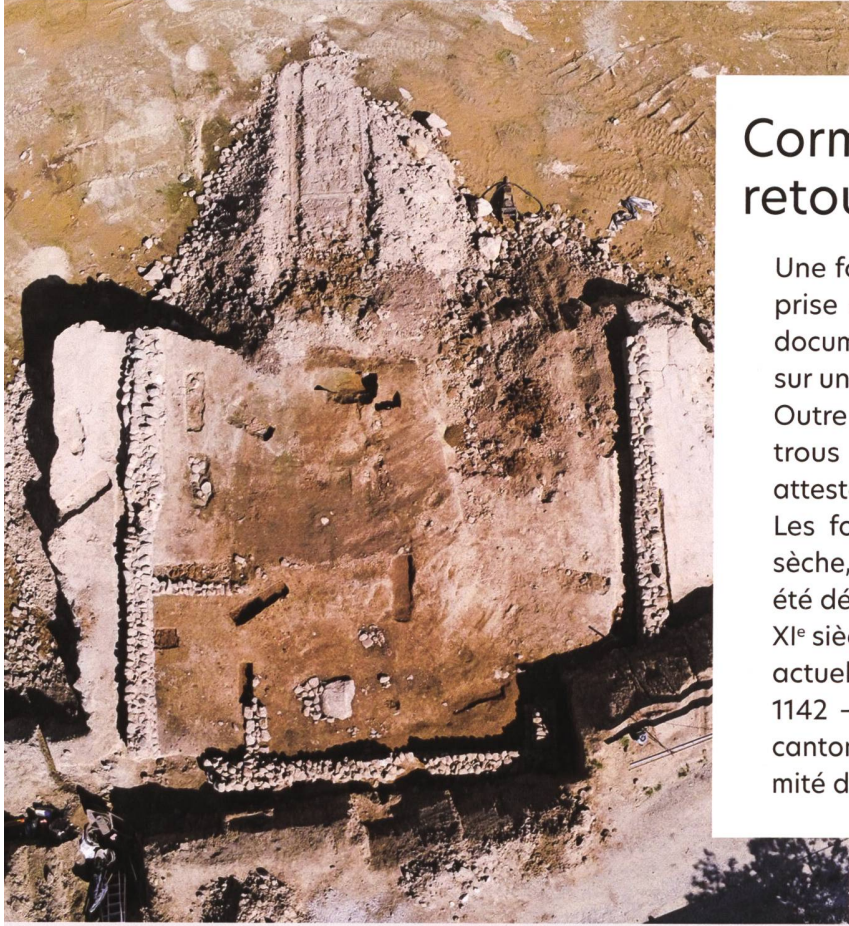 Corm
retou
Une fo
prise
docum
sur un
Outre
trous
attest
Les fo
sèche,
été dé
XIe siè
actuel
1142 –
canton
mité d